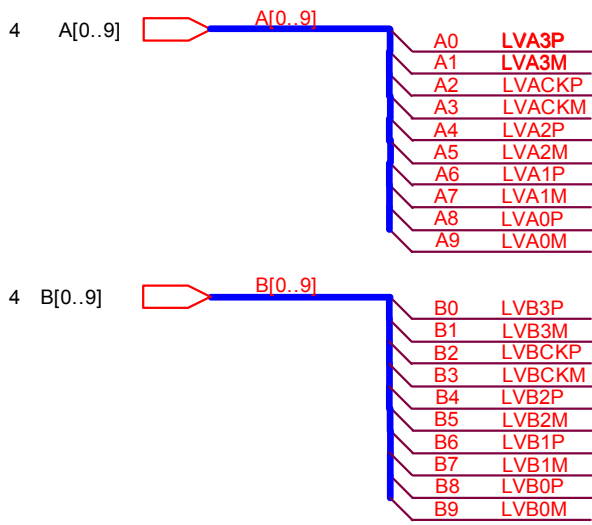 4 A[0..9] A[0..9]
A0 LVA3P
A1 LVA3M
A2 LVACKP
A3 LVACKM
A4 LVA2P
A5 LVA2M
A6 LVA1P
A7 LVA1M
A8 LVA0P
A9 LVA0M
4 B[0..9] B[0..9]
B0 LVB3P
B1 LVB3M
B2 LVBCKP
B3 LVBCKM
B4 LVB2P
B5 LVB2M
B6 LVB1P
B7 LVB1M
B8 LVB0P
B9 LVB0M